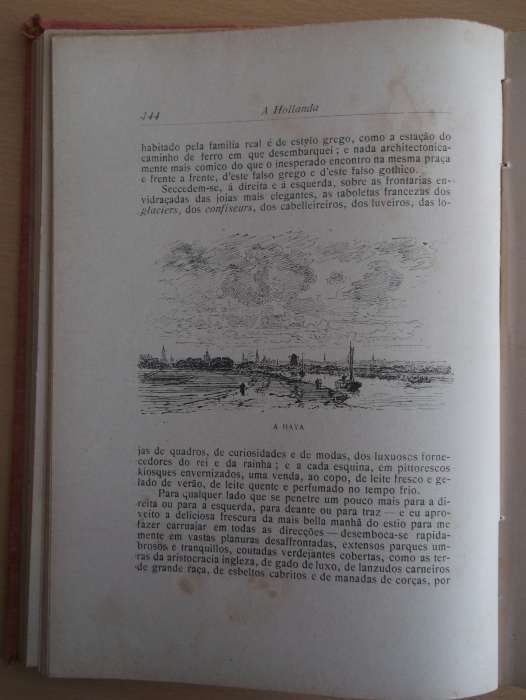 144
A Hollanda
habitado pela familia real é de estylo grego, como a estação do
caminho de ferro em que desembarquei; e nada architectonica-
mente mais comico do que o inesperado encontro na mesma praça
e frente a frente, d'este falso grego e d'este falso gothico.
Seccedem-se, á direita e á esquerda, sobre as frontarias en-
vidraçadas das lojas mais elegantes, as taboletas francezas dos
glaciers, dos confiseurs, dos cabelleireiros, dos luveiros, das lo-
A HAYA
jas de quadros, de curiosidades e de modas, dos luxuosos forne-
cedores do rei e da rainha; e a cada esquina, em pittorescos
kiosques envernizados, uma venda, ao copo, de leite fresco e ge-
lado de verão, de leite quente e perfumado no tempo frio.
Para qualquer lado que se penetre um pouco mais para a di-
reita ou para a esquerda, para deante ou para traz — e eu apro-
veito a deliciosa frescura da mais bella manhã do estio para me
fazer carruajar em todas as direcções — desemboca-se rapida-
mente em vastas planuras desaffrontadas, extensos parques um-
brosos e tranquillos, coutadas verdejantes cobertas, como as ter-
ras da aristocracia ingleza, de gado de luxo, de lanzudos carneiros
de grande raça, de esbeltos cabritos e de manadas de corças, por